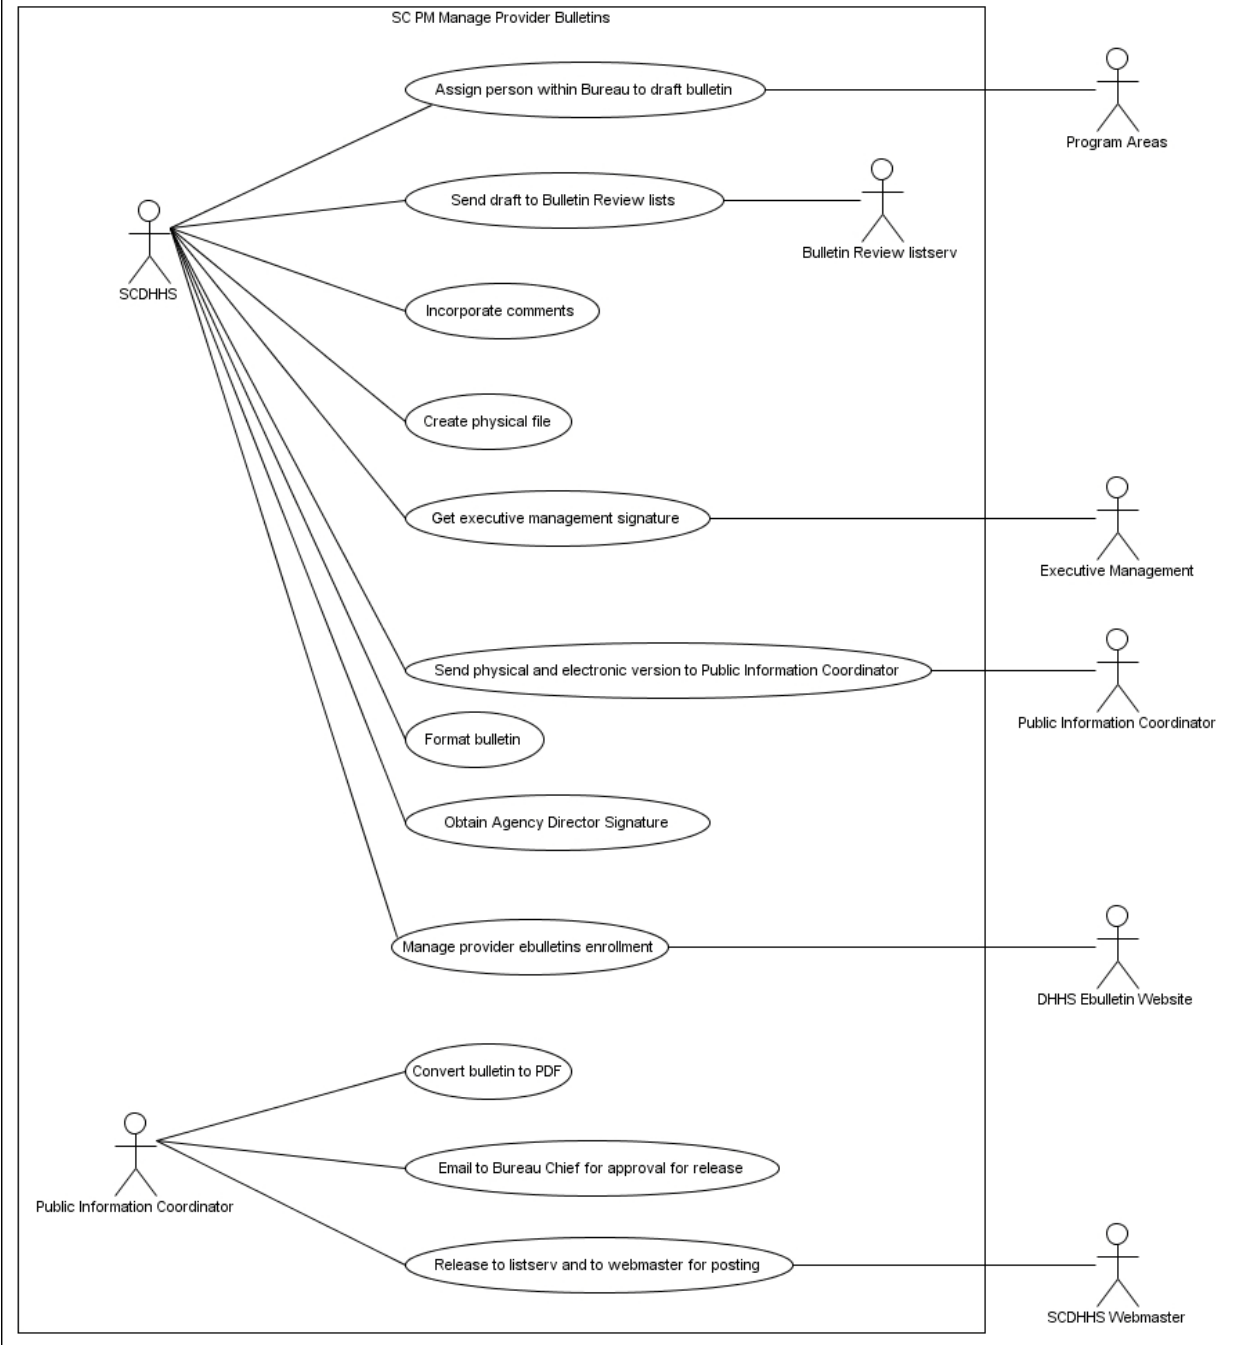 SC PM Manage Provider Bulletins
Assign person within Bureau to draft bulletin
Program Areas
Send draft to Bulletin Review lists
Bulletin Review listserv
SCDHHS
Incorporate comments
Create physical file
Get executive management signature
Executive Management
Send physical and electronic version to Public Information Coordinator
Public Information Coordinator
Format bulletin
Obtain Agency Director Signature
Manage provider ebulletins enrollment
DHHS Ebulletin Website
Convert bulletin to PDF
Email to Bureau Chief for approval for release
Public Information Coordinator
Release to listserv and to webmaster for posting
SCDHHS Webmaster